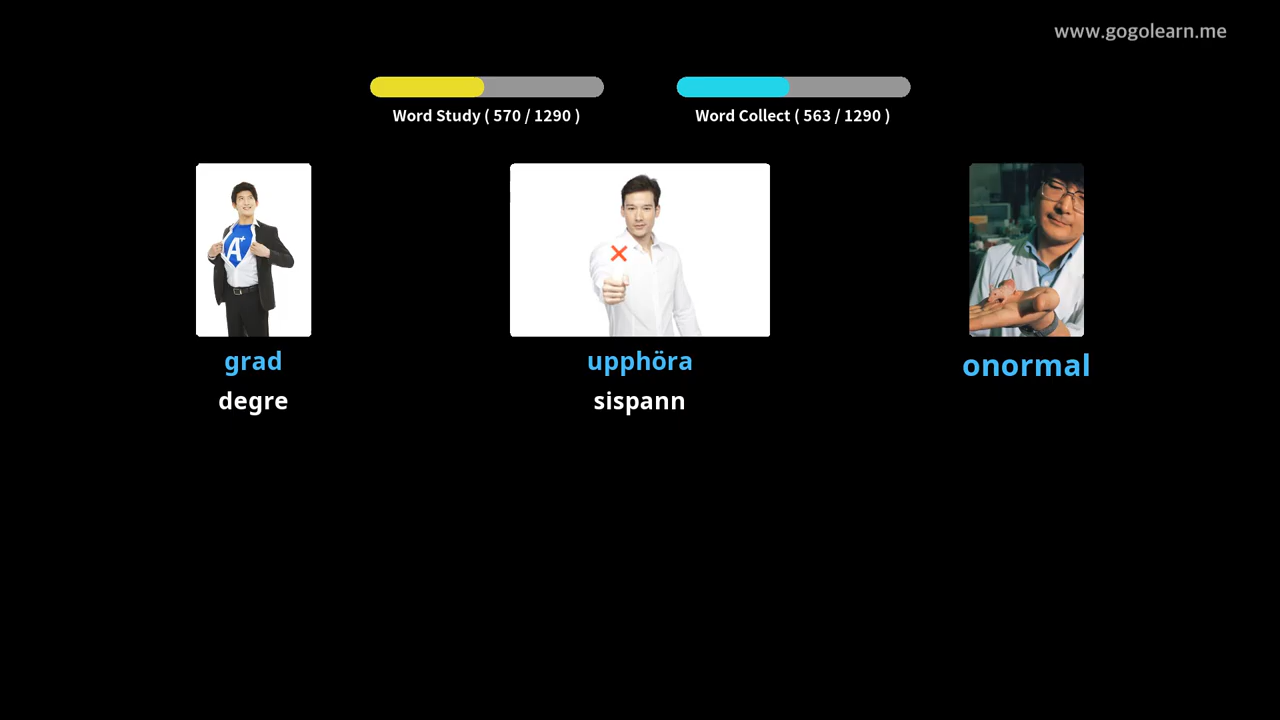 www.gogolearn.me
Word Study ( 570 / 1290 )
Word Collect ( 563 / 1290 )
A+
grad
upphöra
onormal
degre
sispann